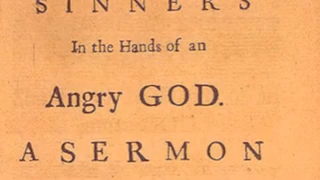 SINNERS
In the Hands of an
Angry GOD.
A SERMON